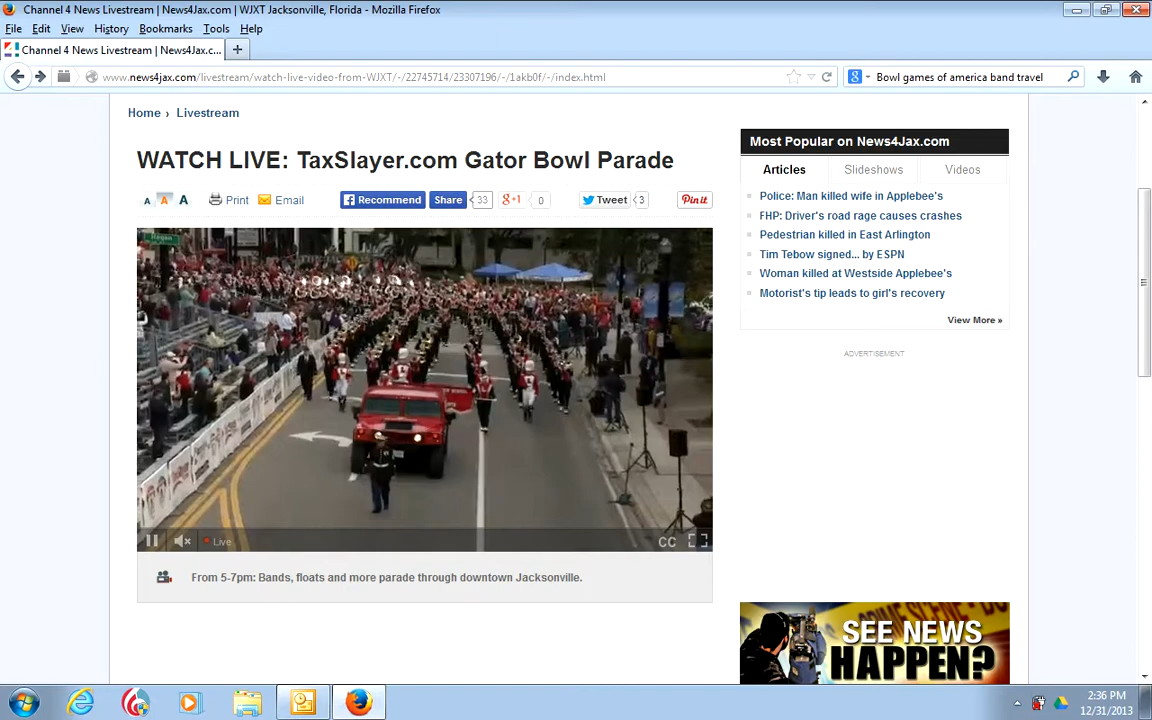 Channel 4 News Livestream | News4Jax.com | WJXT Jacksonville, Florida - Mozilla Firefox
File Edit View History Bookmarks Tools Help
Channel 4 News Livestream | News4Jax.c...
www.news4jax.com/livestream/watch-live-video-from-WJXT/-/22745714/23307196/-/1akb0f/-/index.html
Bowl games of america band travel
Home › Livestream
WATCH LIVE: TaxSlayer.com Gator Bowl Parade
A A A Print Email Recommend Share 33 g+1 0 Tweet 3 Pin it
CC
Live
From 5-7pm: Bands, floats and more parade through downtown Jacksonville.
Most Popular on News4Jax.com
Articles Slideshows Videos
Police: Man killed wife in Applebee's
FHP: Driver's road rage causes crashes
Pedestrian killed in East Arlington
Tim Tebow signed... by ESPN
Woman killed at Westside Applebee's
Motorist's tip leads to girl's recovery
View More »
ADVERTISEMENT
SEE NEWS
HAPPEN?
2:36 PM
12/31/2013